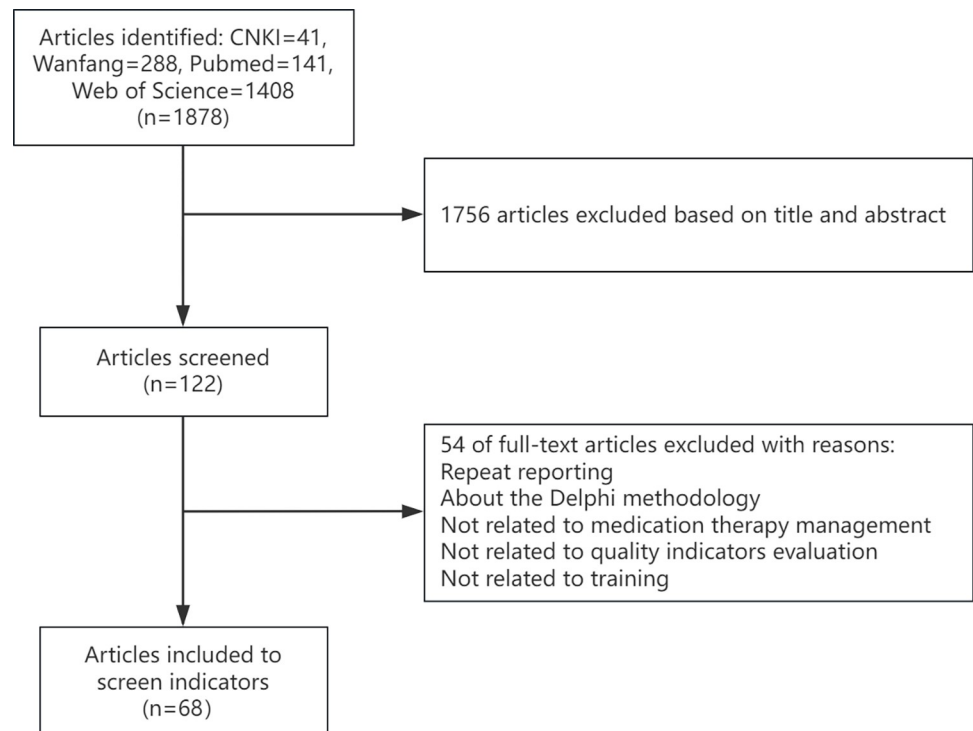 Articles identified: CNKI=41,
Wanfang=288, Pubmed=141,
Web of Science=1408
(n=1878)
1756 articles excluded based on title and abstract
Articles screened
(n=122)
54 of full-text articles excluded with reasons:
Repeat reporting
About the Delphi methodology
Not related to medication therapy management
Not related to quality indicators evaluation
Not related to training
Articles included to
screen indicators
(n=68)